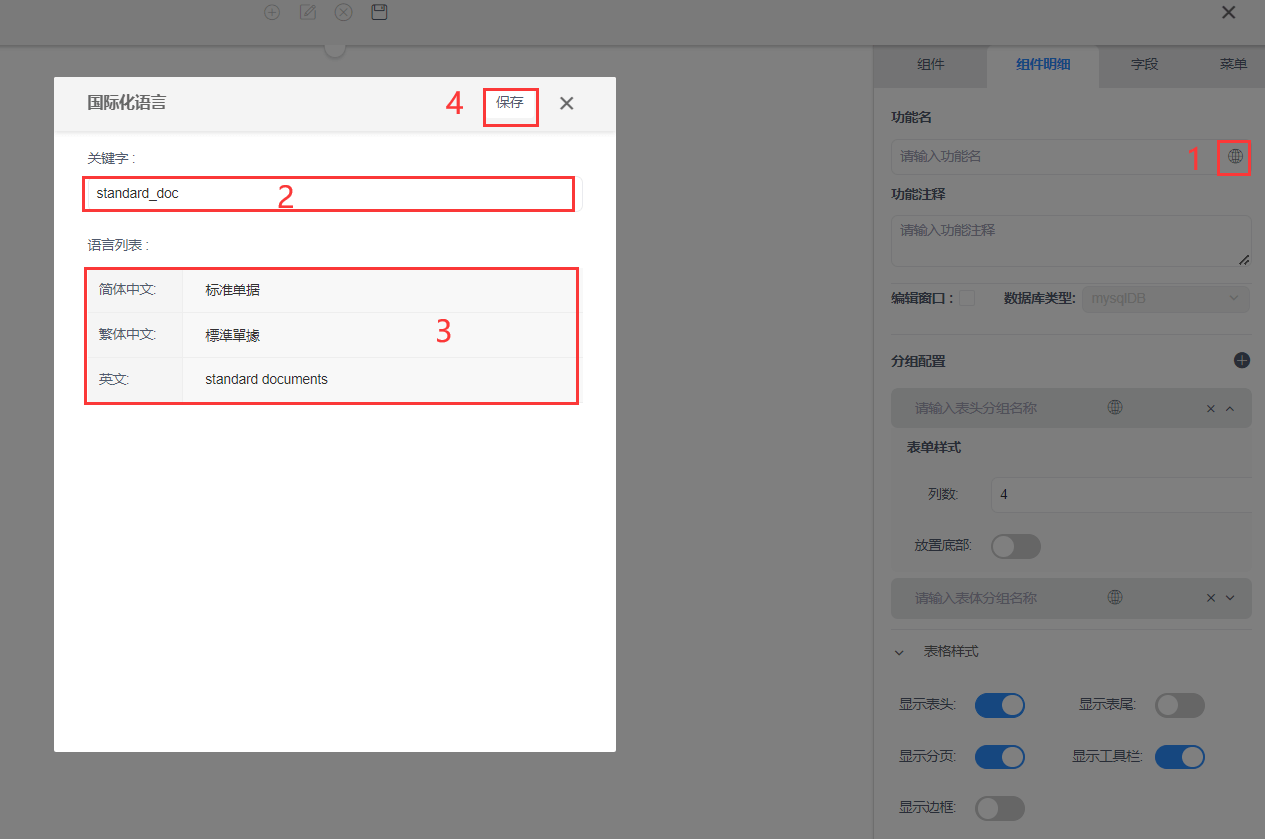 国际化语言
4
保存
关键字 :
standard_doc
2
语言列表 :
简体中文:
标准单据
繁体中文:
標準單據
3
英文:
standard documents
组件
组件明细
字段
菜单
功能名
请输入功能名
1
功能注释
请输入功能注释
编辑窗口 :
数据库类型:
mysqlDB
分组配置
请输入表头分组名称
表单样式
列数:
4
放置底部:
请输入表体分组名称
表格样式
显示表头:
显示表尾:
显示分页:
显示工具栏:
显示边框: